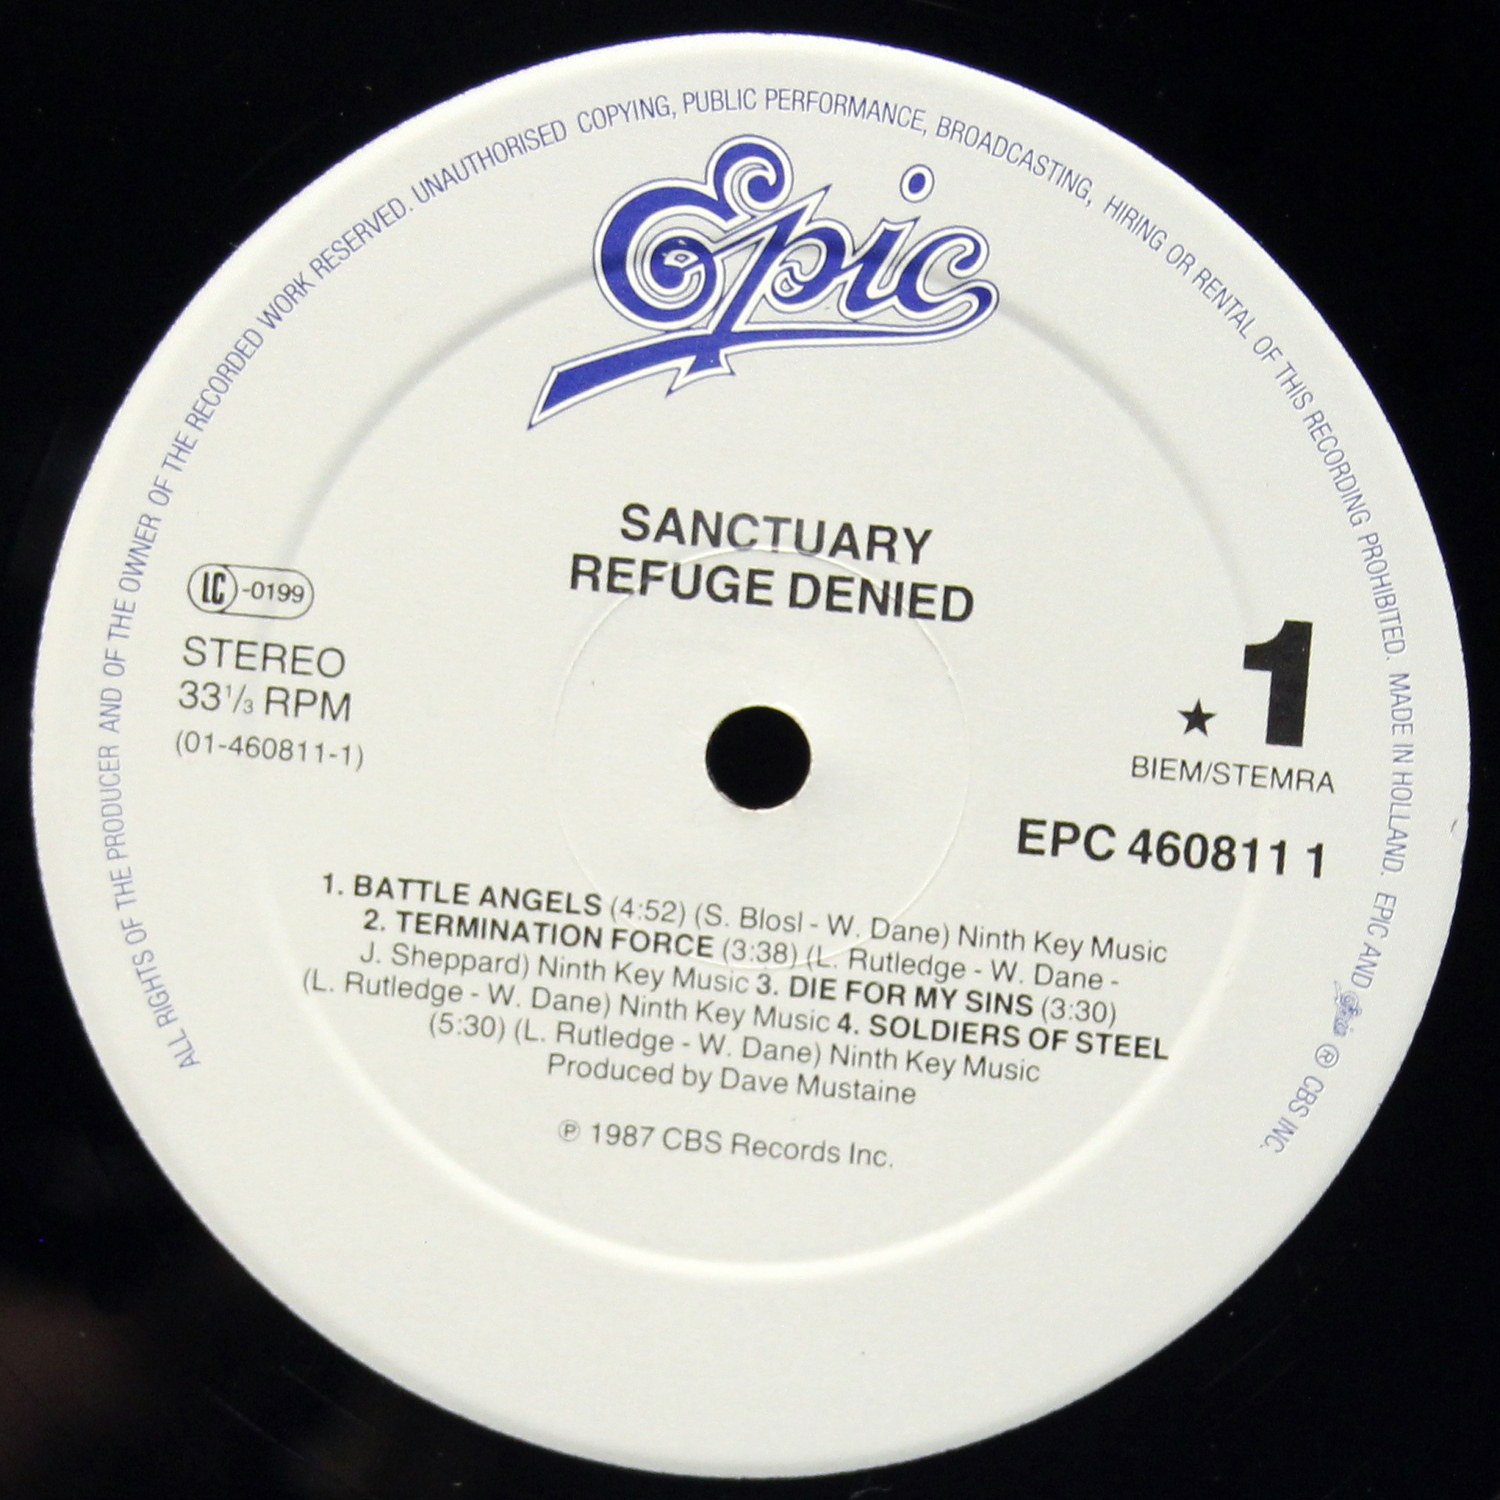 ALL RIGHTS OF THE PRODUCER AND OF THE OWNER OF THE RECORDED WORK RESERVED. UNAUTHORISED COPYING, PUBLIC PERFORMANCE, BROADCASTING, HIRING OR RENTAL OF THIS RECORDING PROHIBITED. MADE IN HOLLAND. EPIC AND Epic ® CBS INC.
Epic
SANCTUARY
REFUGE DENIED
LC-0199
STEREO
33 1/3 RPM
(01-460811-1)
1
★
BIEM/STEMRA
EPC 460811 1
1. BATTLE ANGELS (4:52) (S. Blosl - W. Dane) Ninth Key Music
2. TERMINATION FORCE (3:38) (L. Rutledge - W. Dane -
J. Sheppard) Ninth Key Music 3. DIE FOR MY SINS (3:30)
(L. Rutledge - W. Dane) Ninth Key Music 4. SOLDIERS OF STEEL
(5:30) (L. Rutledge - W. Dane) Ninth Key Music
Produced by Dave Mustaine
℗ 1987 CBS Records Inc.